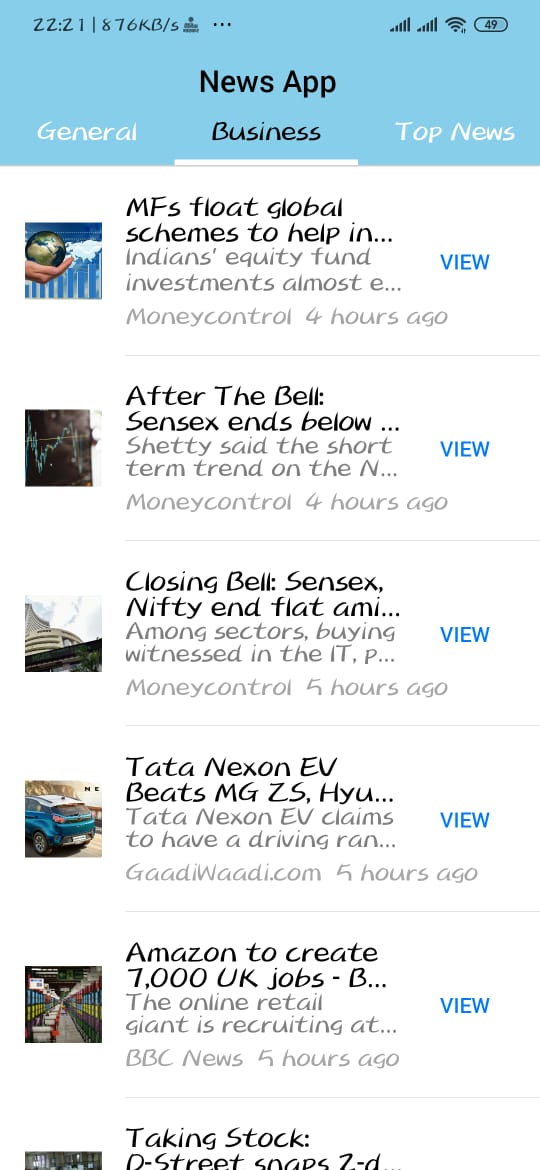 22:21 | 876KB/s ...
49
News App
General Business Top News
MFs float global
schemes to help in...
Indians' equity fund
investments almost e...
Moneycontrol 4 hours ago
VIEW
After The Bell:
Sensex ends below ...
Shetty said the short
term trend on the N...
Moneycontrol 4 hours ago
VIEW
Closing Bell: Sensex,
Nifty end flat ami...
Among sectors, buying
witnessed in the IT, p...
Moneycontrol 5 hours ago
VIEW
N E
Tata Nexon EV
Beats MG ZS, Hyu...
Tata Nexon EV claims
to have a driving ran...
GaadiWaadi.com 5 hours ago
VIEW
Amazon to create
7,000 UK jobs - B...
The online retail
giant is recruiting at...
BBC News 5 hours ago
VIEW
Taking Stock:
D-Street snaps 2-d...